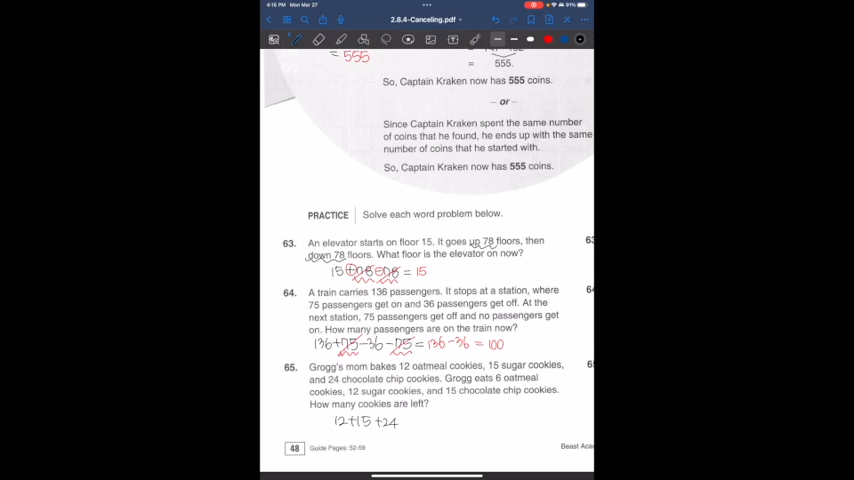 4:15 PM Mon Mar 27
91%
2.8.4-Canceling.pdf
= 555
= 555.
So, Captain Kraken now has 555 coins.
– or –
Since Captain Kraken spent the same number
of coins that he found, he ends up with the same
number of coins that he started with.
So, Captain Kraken now has 555 coins.
PRACTICE Solve each word problem below.
63. An elevator starts on floor 15. It goes up 78 floors, then 63
down 78 floors. What floor is the elevator on now?
15+78-78 = 15
64. A train carries 136 passengers. It stops at a station, where 64
75 passengers get on and 36 passengers get off. At the
next station, 75 passengers get off and no passengers get
on. How many passengers are on the train now?
136+75-36-75 = 136-36 = 100
65. Grogg's mom bakes 12 oatmeal cookies, 15 sugar cookies, 65
and 24 chocolate chip cookies. Grogg eats 6 oatmeal
cookies, 12 sugar cookies, and 15 chocolate chip cookies.
How many cookies are left?
12+15+24
48 Guide Pages: 52-59 Beast Aca